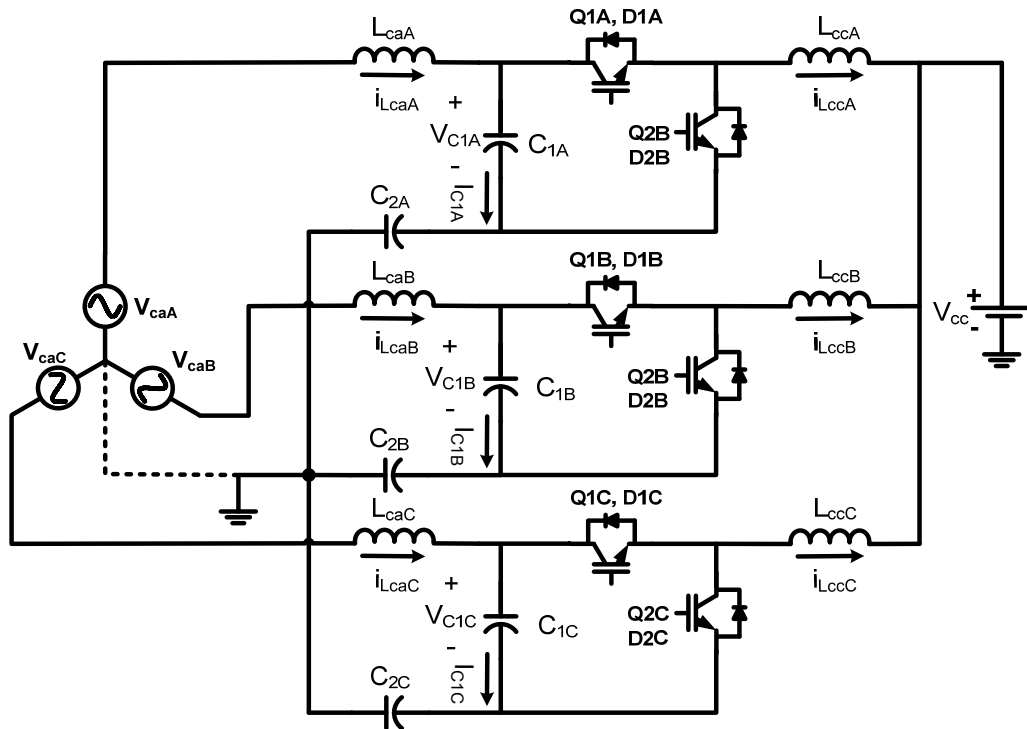 LcaA
iLcaA
Q1A, D1A
LccA
iLccA
+
VC1A
-
C1A
IC1A
Q2B
D2B
C2A
VcaA
VcaC
VcaB
LcaB
iLcaB
Q1B, D1B
LccB
iLccB
+
VC1B
-
C1B
IC1B
Q2B
D2B
C2B
Vcc
+
-
LcaC
iLcaC
Q1C, D1C
LccC
iLccC
+
VC1C
-
C1C
IC1C
Q2C
D2C
C2C